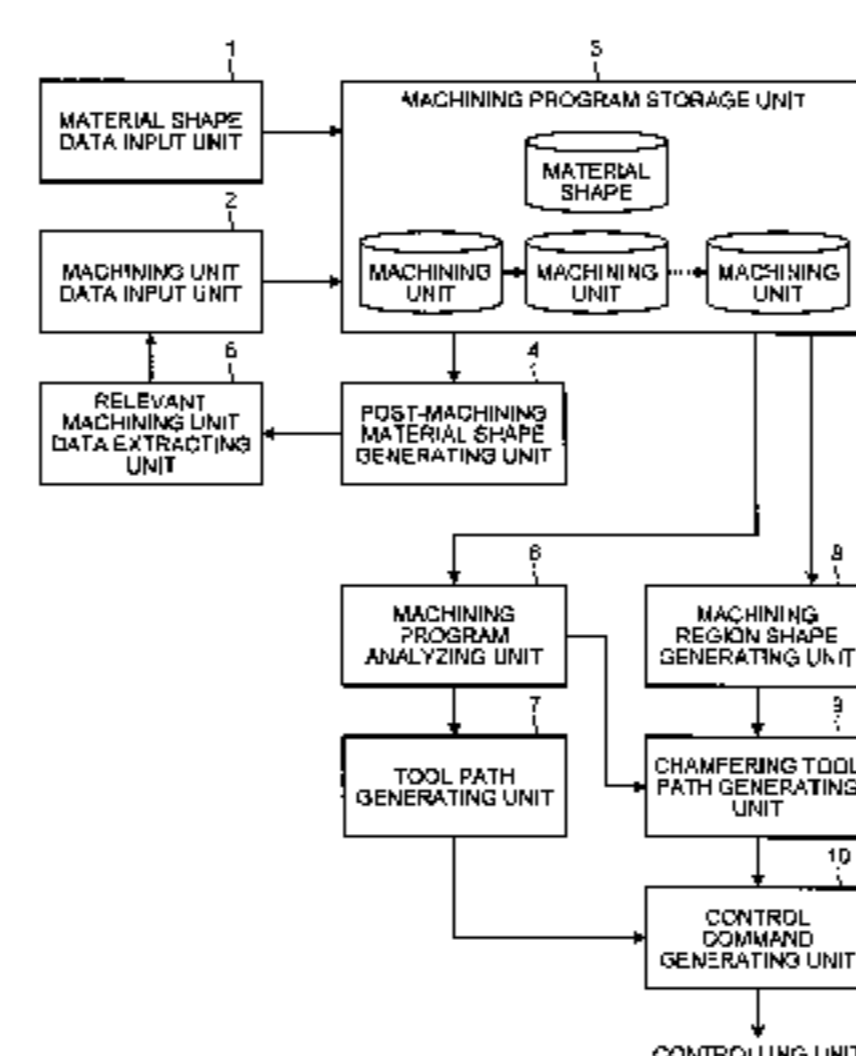 1
MATERIAL SHAPE
DATA INPUT UNIT
3
MACHINING PROGRAM STORAGE UNIT
MATERIAL
SHAPE
MACHINING
UNIT
MACHINING
UNIT
MACHINING
UNIT
2
MACHINING UNIT
DATA INPUT UNIT
RELEVANT
MACHINING UNIT
DATA EXTRACTING
UNIT
4
POST-MACHINING
MATERIAL SHAPE
GENERATING UNIT
6
MACHINING
PROGRAM
ANALYZING UNIT
8
MACHINING
REGION SHAPE
GENERATING UNIT
7
TOOL PATH
GENERATING UNIT
9
CHAMFERING TOOL
PATH GENERATING
UNIT
10
CONTROL
COMMAND
GENERATING UNIT
CONTROLLING UNIT